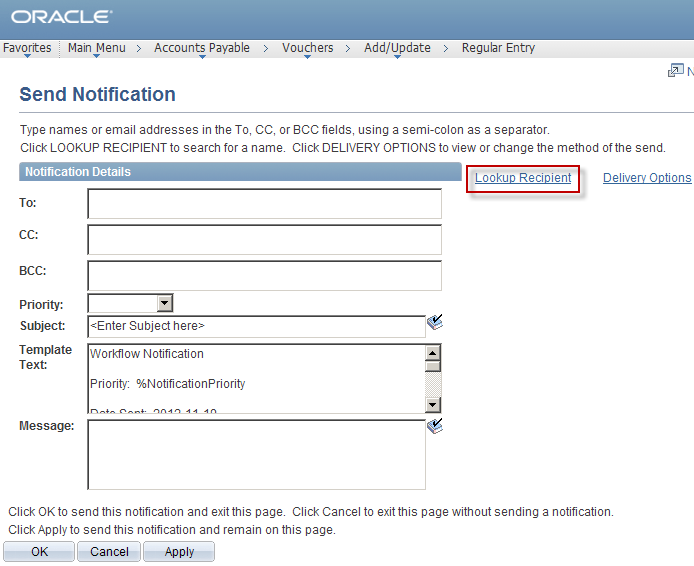 ORACLE®
Favorites Main Menu > Accounts Payable > Vouchers > Add/Update > Regular Entry
N
Send Notification
Type names or email addresses in the To, CC, or BCC fields, using a semi-colon as a separator.
Click LOOKUP RECIPIENT to search for a name. Click DELIVERY OPTIONS to view or change the method of the send.
Notification Details Lookup Recipient Delivery Options
To:
CC:
BCC:
Priority:
Subject: <Enter Subject here>
Template Text:
Workflow Notification
Priority: %NotificationPriority
Date Sent: 2012-11-19
Message:
Click OK to send this notification and exit this page. Click Cancel to exit this page without sending a notification.
Click Apply to send this notification and remain on this page.
OK Cancel Apply